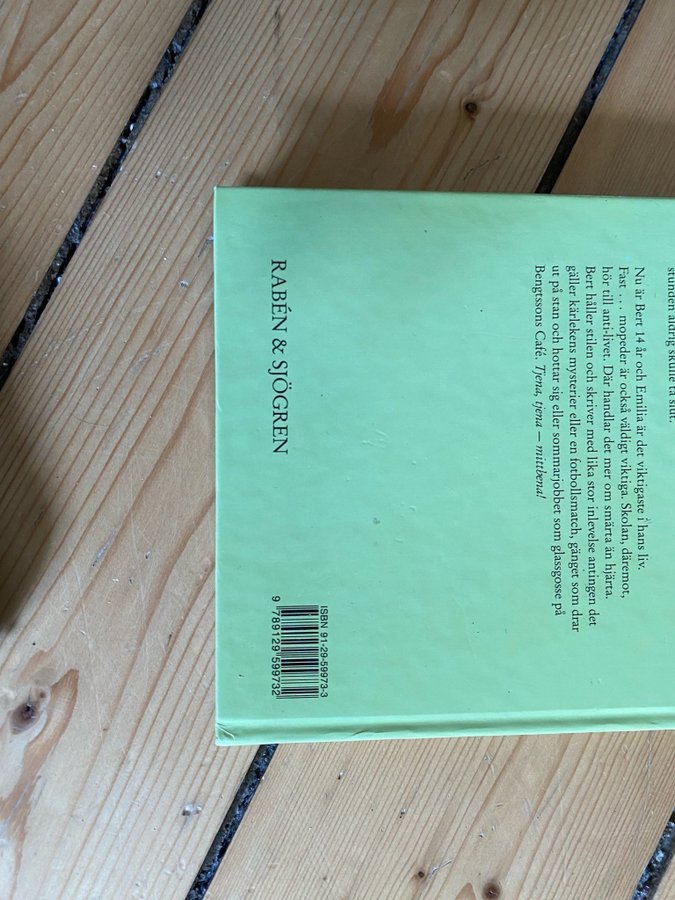 stunden aldrig skulle ta slut.
Nu är Bert 14 år och Emilia är det viktigaste i hans liv.
Fast . . . mopeder är också väldigt viktiga. Skolan, däremot,
hör till anti-livet. Där handlar det mer om smärta än hjärta.
Bert håller stilen och skriver med lika stor inlevelse antingen det
gäller kärlekens mysterier eller en fotbollsmatch, gänget som drar
ut på stan och hottar sig eller sommarjobbet som glassgosse på
Bengtssons Café. Tjena, tjena — mittbena!
RABÉN & SJÖGREN
ISBN 91-29-59973-3
9 789129 599732